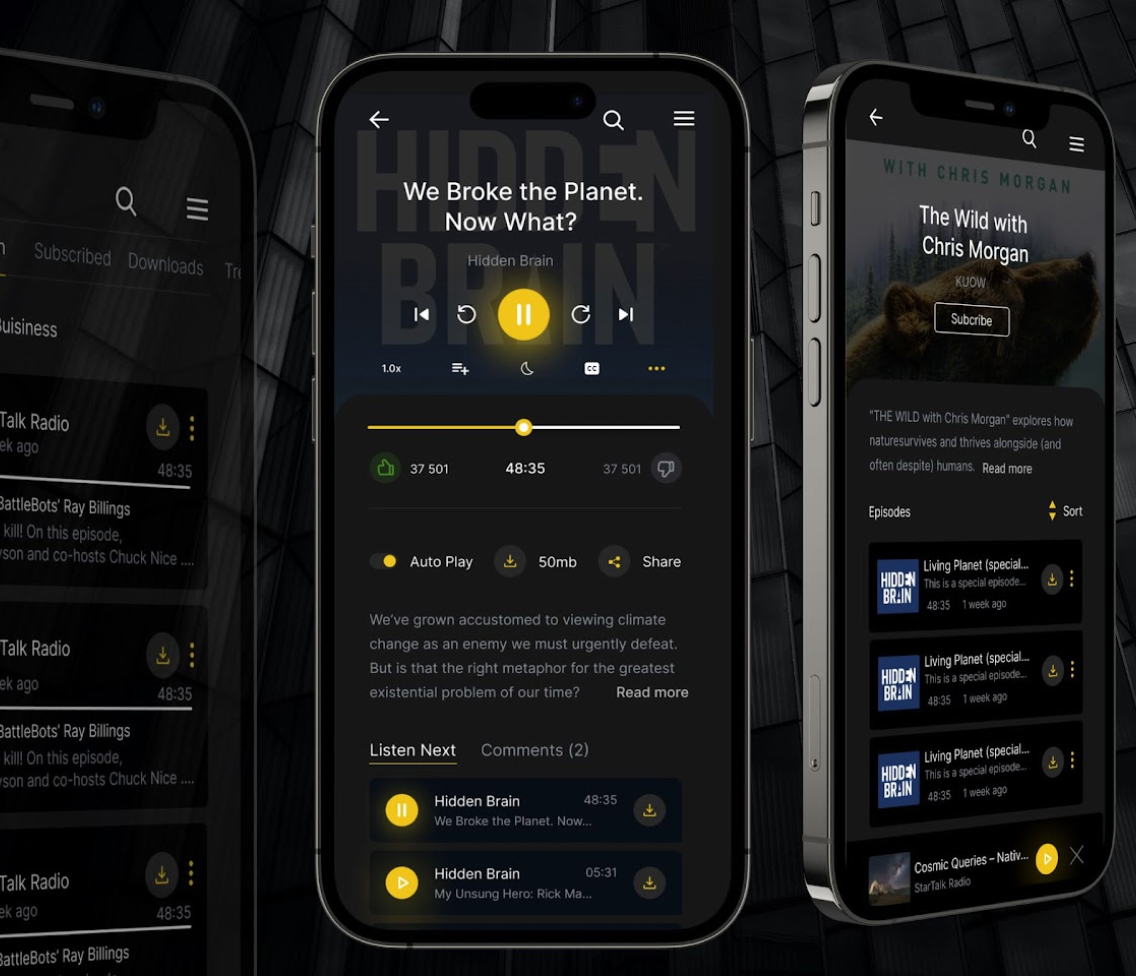 Subscribed
Downloads
Buisiness
Talk Radio
ek ago
48:35
BattleBots' Ray Billings
kill! On this episode,
son and co-hosts Chuck Nice ....
Talk Radio
ek ago
48:35
BattleBots' Ray Billings
kill! On this episode,
son and co-hosts Chuck Nice ....
Talk Radio
ek ago
48:35
BattleBots' Ray Billings
HIDDEN
BRAIN
We Broke the Planet.
Now What?
Hidden Brain
1.0x
CC
37 501
48:35
37 501
Auto Play
50mb
Share
We've grown accustomed to viewing climate
change as an enemy we must urgently defeat.
But is that the right metaphor for the greatest
existential problem of our time? Read more
Listen Next
Comments (2)
Hidden Brain
48:35
We Broke the Planet. Now...
Hidden Brain
05:31
My Unsung Hero: Rick Ma...
WITH CHRIS MORGAN
The Wild with
Chris Morgan
KUOW
Subcribe
"THE WILD with Chris Morgan" explores how
naturesurvives and thrives alongside (and
often despite) humans. Read more
Episodes
Sort
HIDDEN
BRAIN
Living Planet (special...
This is a special episode...
48:35 1 week ago
HIDDEN
BRAIN
Living Planet (special...
This is a special episode...
48:35 1 week ago
HIDDEN
BRAIN
Living Planet (special...
This is a special episode...
48:35 1 week ago
Cosmic Queries – Nativ...
StarTalk Radio